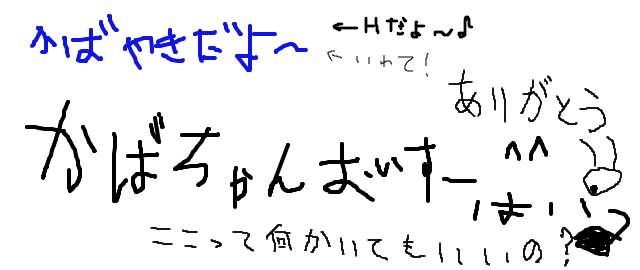 かばやきだよ〜
←Hだよ〜♪
←いれて!
ありがとう
^^
かばちゃんおいすー
はい
ここって何かいてもいいの?